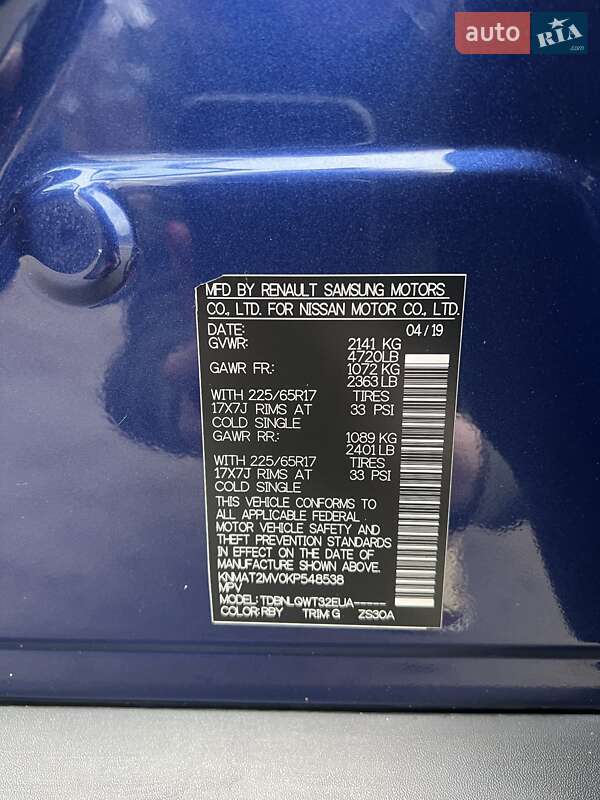 auto RIA.com
MFD BY RENAULT SAMSUNG MOTORS
CO., LTD. FOR NISSAN MOTOR CO., LTD.
DATE: 04/19
GVWR: 2141 KG
4720LB
GAWR FR: 1072 KG
2363LB
WITH 225/65R17 TIRES
17X7J RIMS AT 33 PSI
COLD SINGLE
GAWR RR: 1089 KG
2401LB
WITH 225/65R17 TIRES
17X7J RIMS AT 33 PSI
COLD SINGLE
THIS VEHICLE CONFORMS TO
ALL APPLICABLE FEDERAL
MOTOR VEHICLE SAFETY AND
THEFT PREVENTION STANDARDS
IN EFFECT ON THE DATE OF
MANUFACTURE SHOWN ABOVE.
KNMAT2MV0KP548538
MPV
MODEL: TDBNLQWT32EUA-----
COLOR:RBY TRIM:G ZS30A